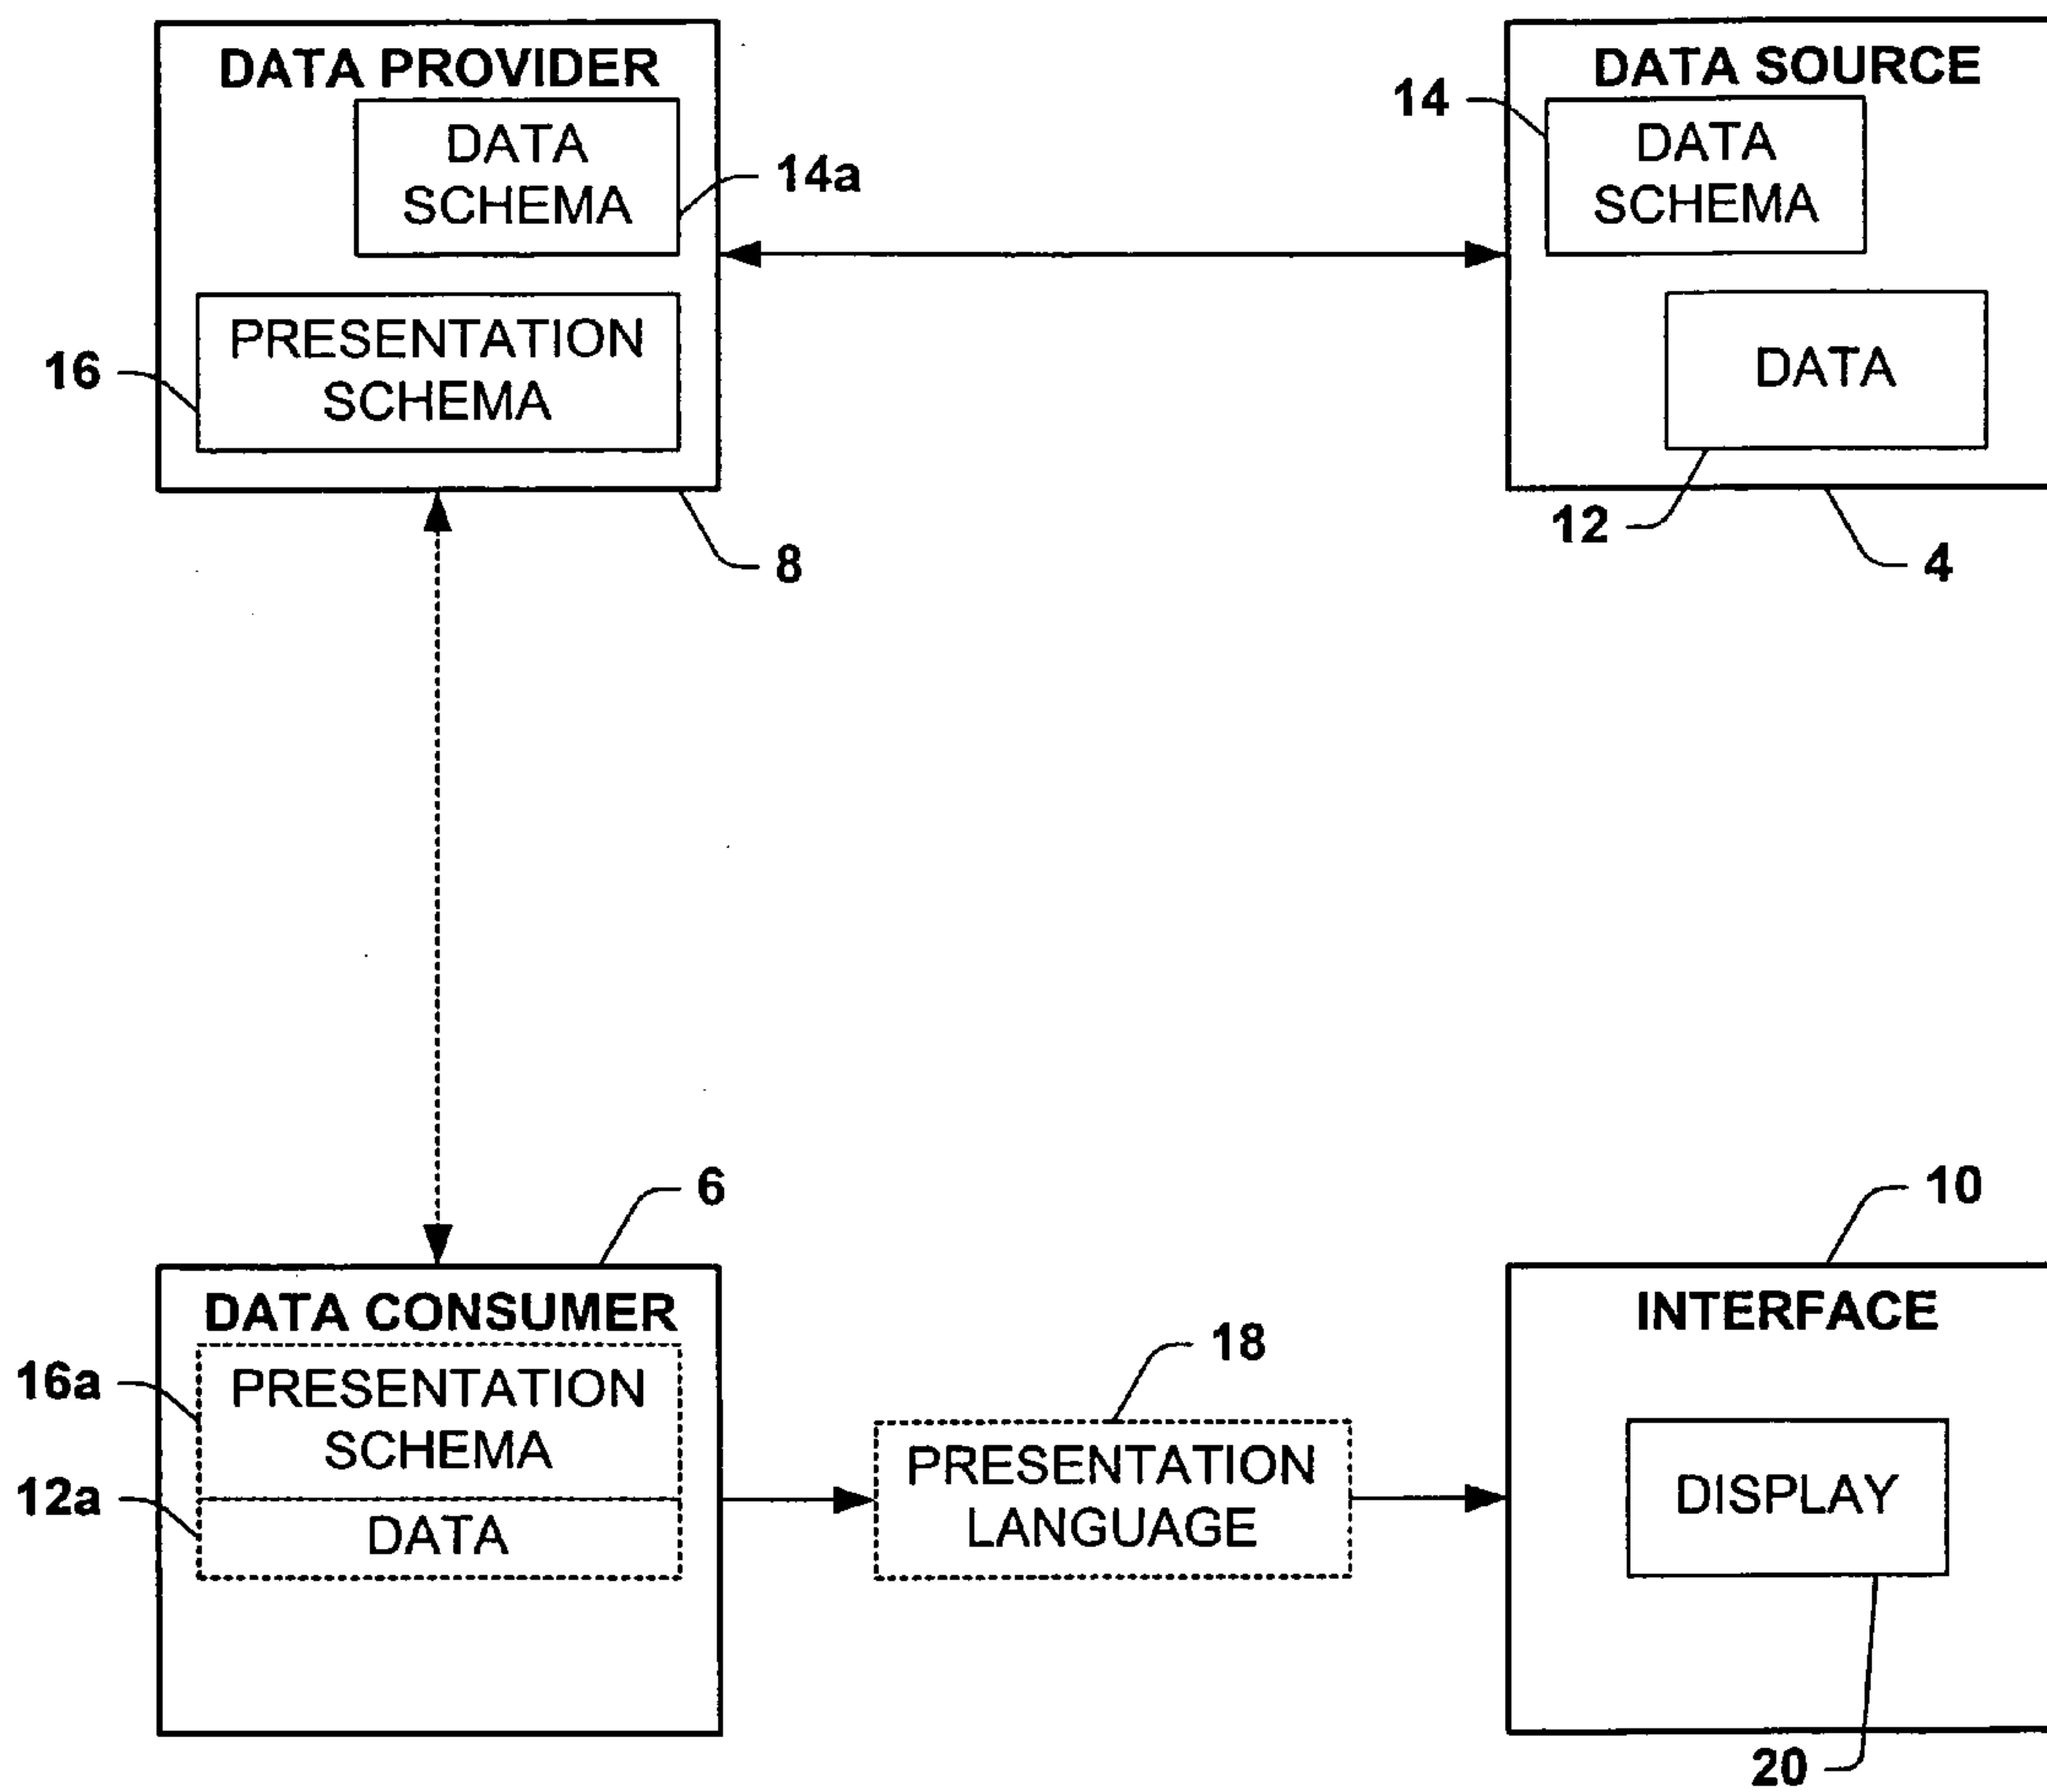 DATA PROVIDER
DATA
SCHEMA
14a
PRESENTATION
SCHEMA
16
8
DATA SOURCE
14
DATA
SCHEMA
DATA
12
4
6
DATA CONSUMER
16a
PRESENTATION
SCHEMA
12a
DATA
18
PRESENTATION
LANGUAGE
10
INTERFACE
DISPLAY
20